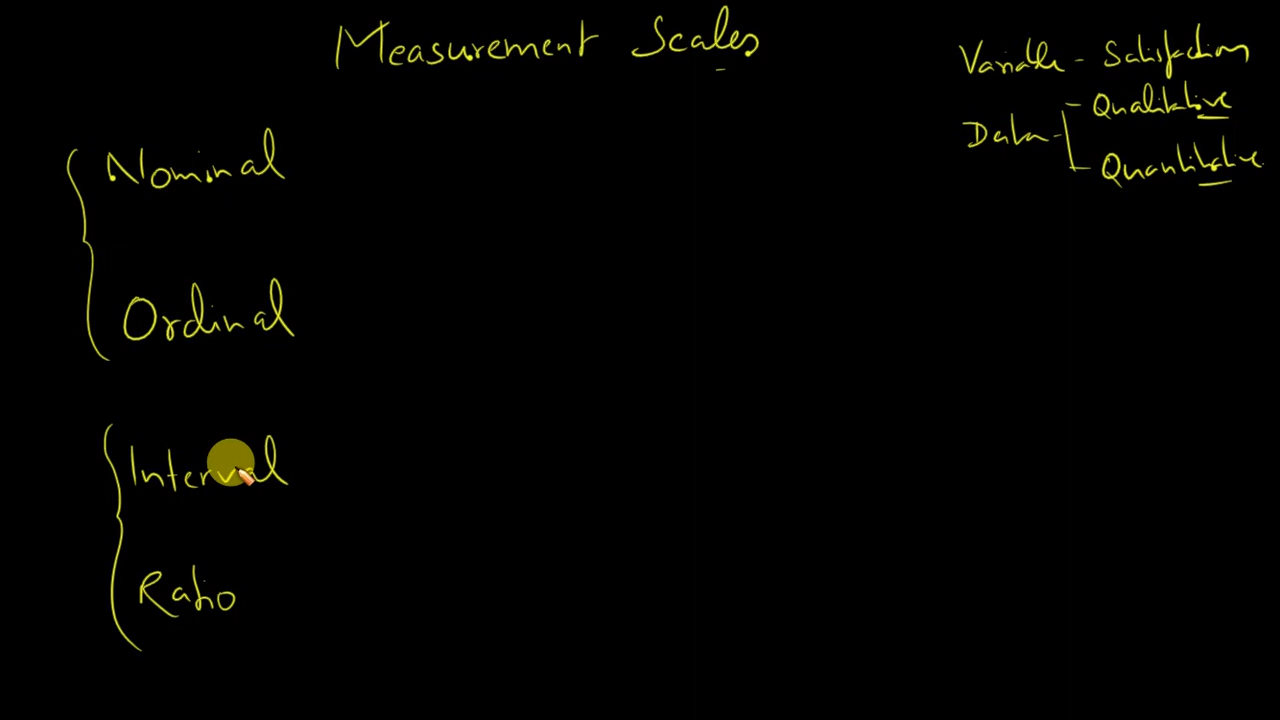 Measurement Scales
Variable - Satisfaction
Data - Qualitative
- Quantitative
Nominal
Ordinal
Interval
Ratio